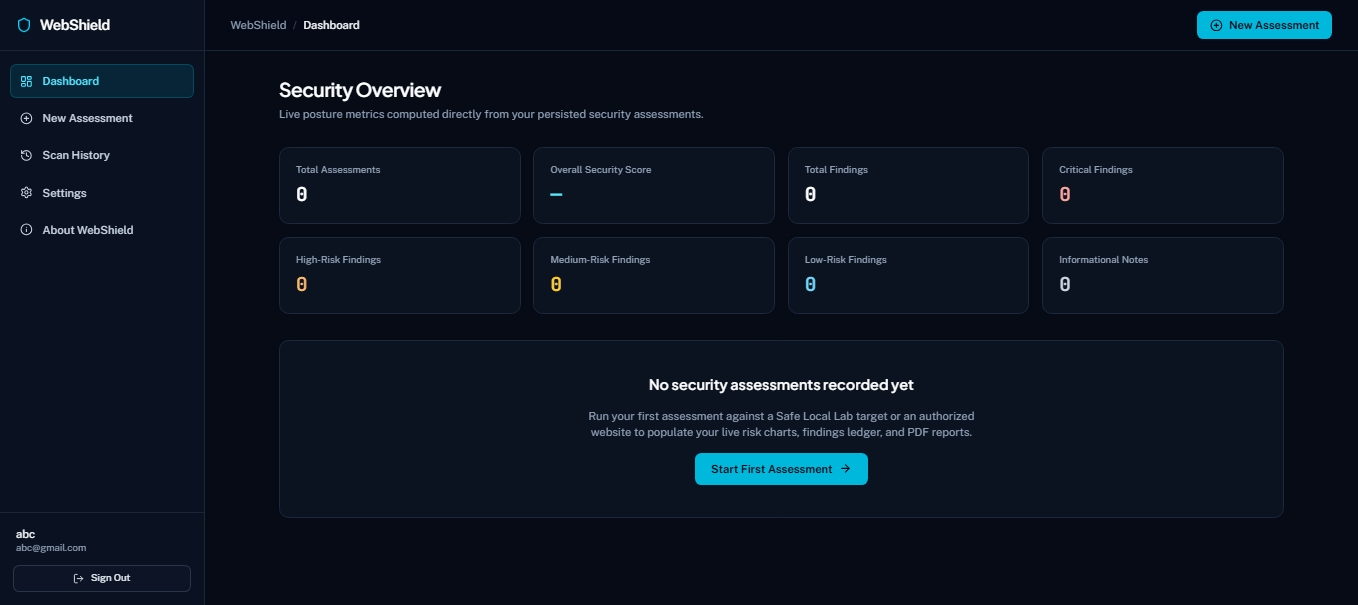 WebShield
WebShield / Dashboard
New Assessment
Dashboard
New Assessment
Scan History
Settings
About WebShield
Security Overview
Live posture metrics computed directly from your persisted security assessments.
Total Assessments
0
Overall Security Score
—
Total Findings
0
Critical Findings
0
High-Risk Findings
0
Medium-Risk Findings
0
Low-Risk Findings
0
Informational Notes
0
No security assessments recorded yet
Run your first assessment against a Safe Local Lab target or an authorized
website to populate your live risk charts, findings ledger, and PDF reports.
Start First Assessment →
abc
abc@gmail.com
Sign Out